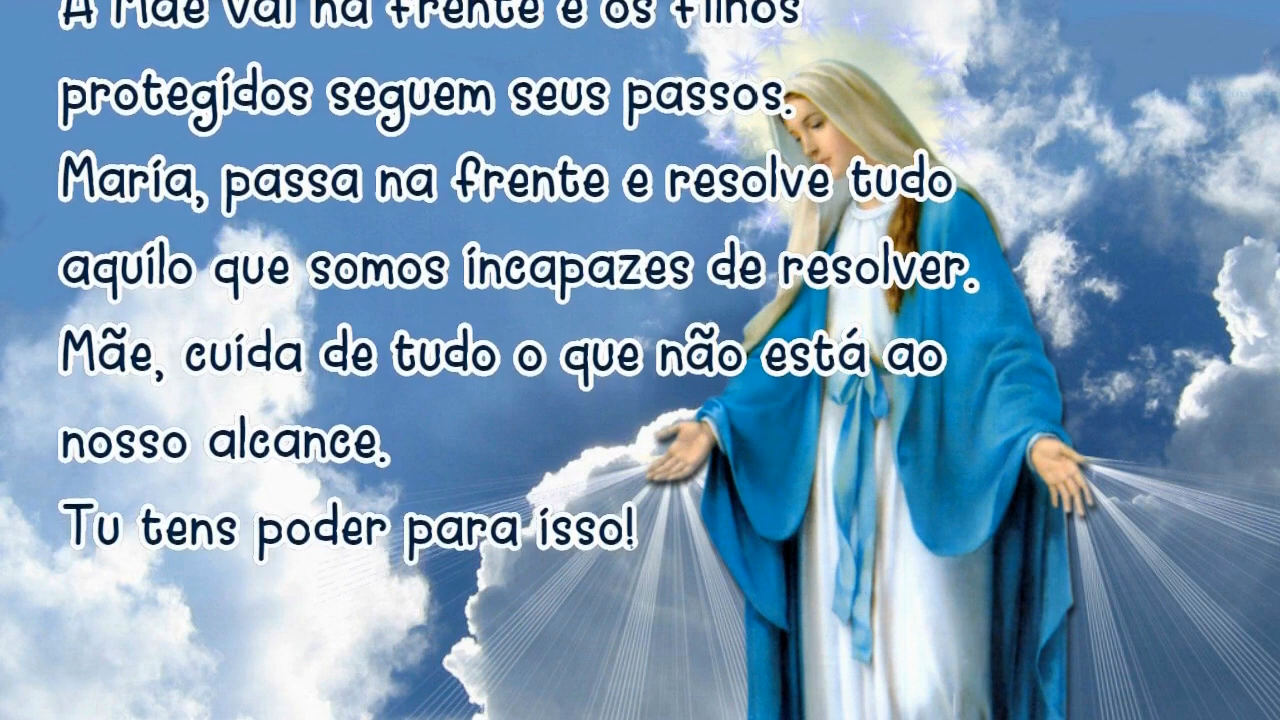 A Mãe vai na frente e os filhos
protegidos seguem seus passos.
Maria, passa na frente e resolve tudo
aquilo que somos incapazes de resolver.
Mãe, cuida de tudo o que não está ao
nosso alcance.
Tu tens poder para isso!